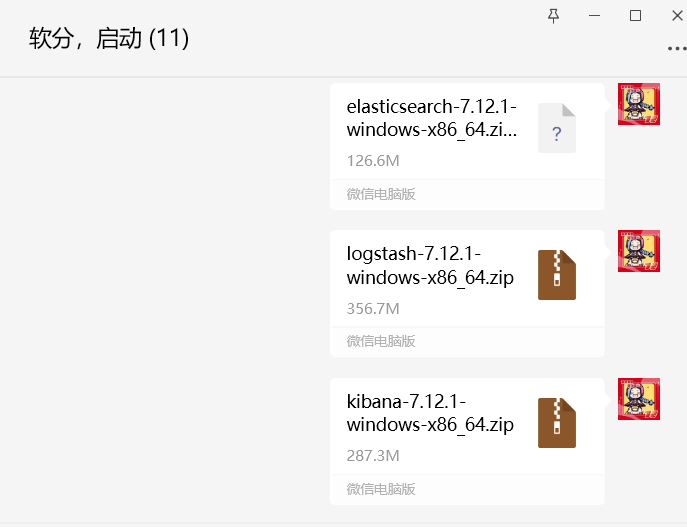 软分，启动 (11)
elasticsearch-7.12.1-
windows-x86_64.zi...
126.6M
微信电脑版
logstash-7.12.1-
windows-x86_64.zip
356.7M
微信电脑版
kibana-7.12.1-
windows-x86_64.zip
287.3M
微信电脑版